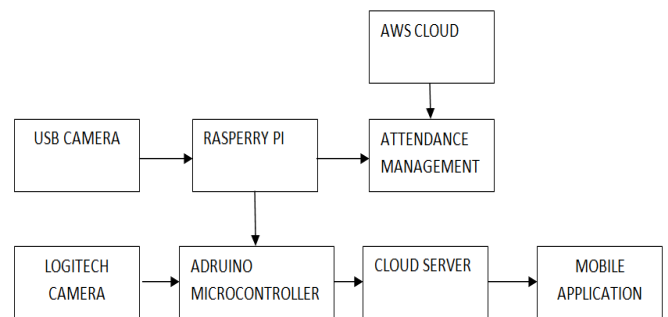 AWS CLOUD
USB CAMERA
RASPERRY PI
ATTENDANCE
MANAGEMENT
LOGITECH
CAMERA
ADRUINO
MICROCONTROLLER
CLOUD SERVER
MOBILE
APPLICATION